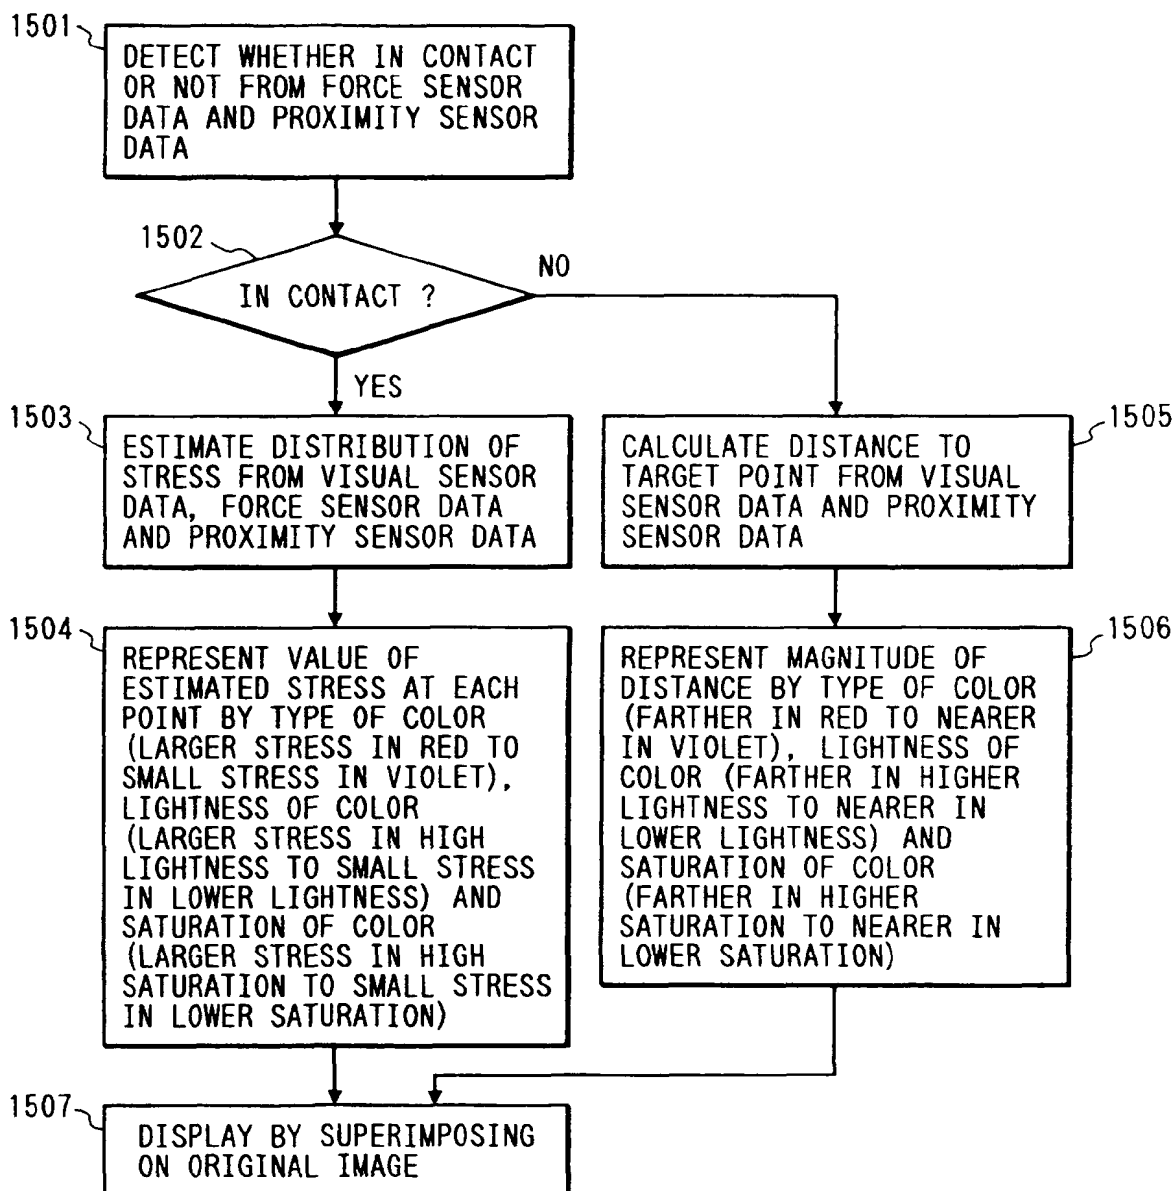 1501
DETECT WHETHER IN CONTACT
OR NOT FROM FORCE SENSOR
DATA AND PROXIMITY SENSOR
DATA
1502
IN CONTACT ?
NO
YES
1503
ESTIMATE DISTRIBUTION OF
STRESS FROM VISUAL SENSOR
DATA, FORCE SENSOR DATA
AND PROXIMITY SENSOR DATA
1505
CALCULATE DISTANCE TO
TARGET POINT FROM VISUAL
SENSOR DATA AND PROXIMITY
SENSOR DATA
1504
REPRESENT VALUE OF
ESTIMATED STRESS AT EACH
POINT BY TYPE OF COLOR
(LARGER STRESS IN RED TO
SMALL STRESS IN VIOLET),
LIGHTNESS OF COLOR
(LARGER STRESS IN HIGH
LIGHTNESS TO SMALL STRESS
IN LOWER LIGHTNESS) AND
SATURATION OF COLOR
(LARGER STRESS IN HIGH
SATURATION TO SMALL STRESS
IN LOWER SATURATION)
1506
REPRESENT MAGNITUDE OF
DISTANCE BY TYPE OF COLOR
(FARTHER IN RED TO NEARER
IN VIOLET), LIGHTNESS OF
COLOR (FARTHER IN HIGHER
LIGHTNESS TO NEARER IN
LOWER LIGHTNESS) AND
SATURATION OF COLOR
(FARTHER IN HIGHER
SATURATION TO NEARER IN
LOWER SATURATION)
1507
DISPLAY BY SUPERIMPOSING
ON ORIGINAL IMAGE